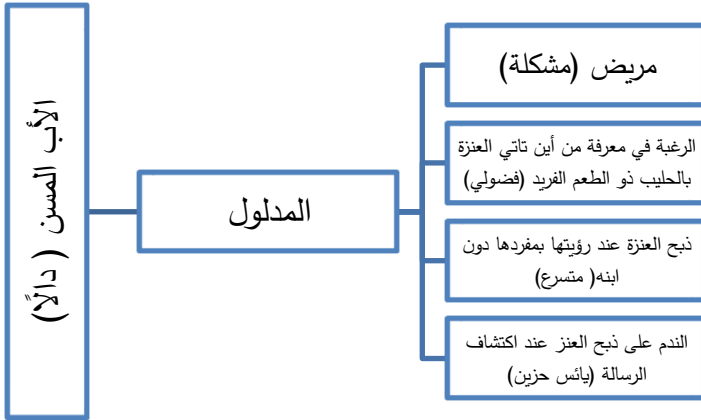 الأب المسن ( دالاً)
المدلول
مريض (مشكلة)
الرغبة في معرفة من أين تاتي العنزة
بالحليب ذو الطعم الفريد (فضولي)
ذبح العنزة عند رؤيتها بمفردها دون
ابنه( متسرع)
الندم على ذبح العنز عند اكتشاف
الرسالة (يائس حزين)